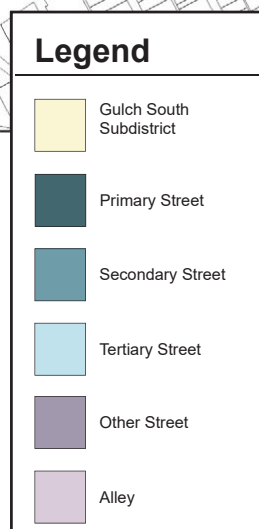 Legend
Gulch South
Subdistrict
Primary Street
Secondary Street
Tertiary Street
Other Street
Alley